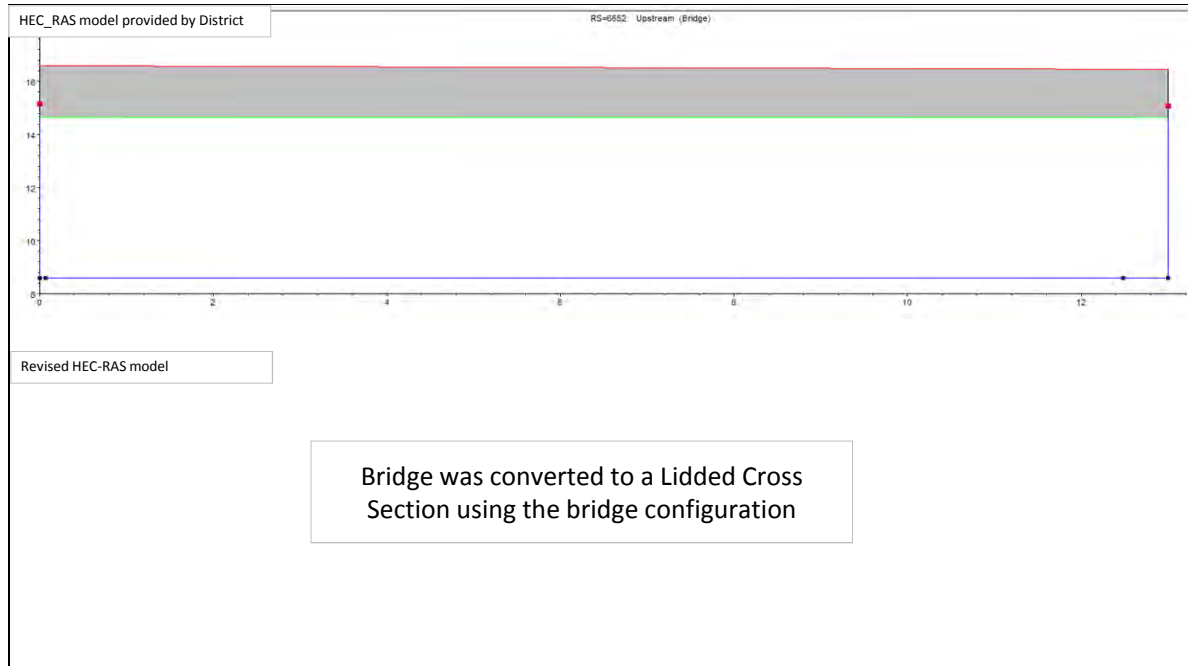 HEC_RAS model provided by District
RS=6652 Upstream (Bridge)
16
14
12
10
8
0 2 4 6 8 10 12
Revised HEC-RAS model
Bridge was converted to a Lidded Cross
Section using the bridge configuration